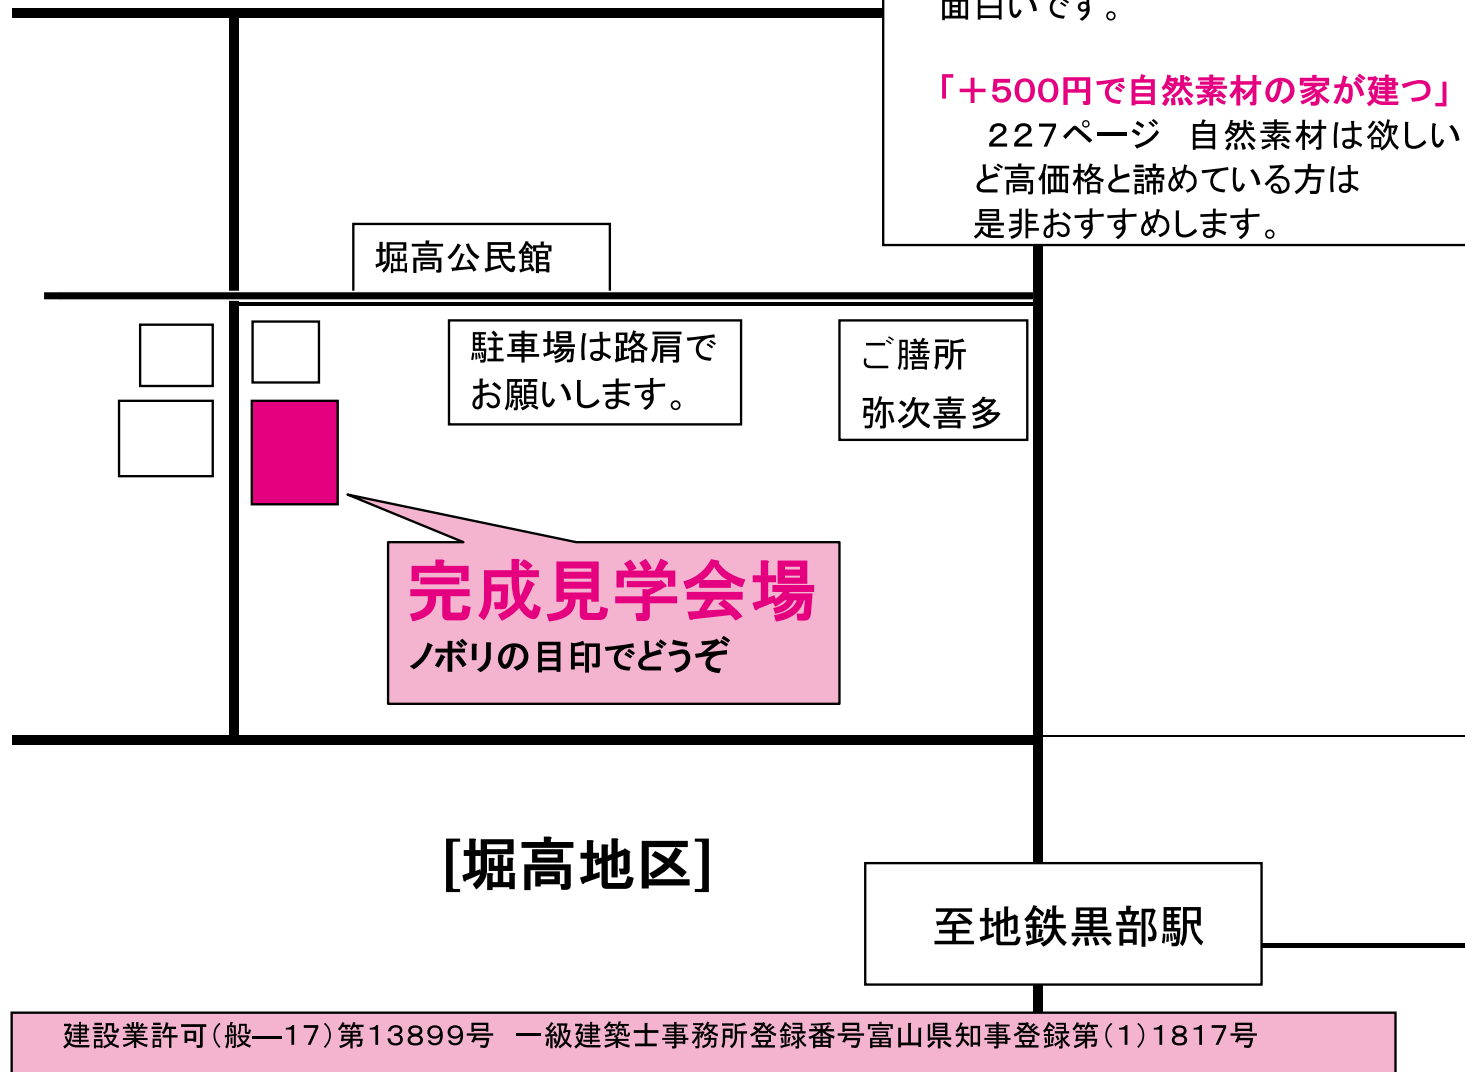 面白いです。
「＋500円で自然素材の家が建つ」
227ページ　自然素材は欲しい
ど高価格と諦めている方は
是非おすすめします。
堀高公民館
駐車場は路肩で
お願いします。
ご膳所
弥次喜多
完成見学会場
ノボリの目印でどうぞ
[堀高地区]
至地鉄黒部駅
建設業許可(般―17)第13899号　一級建築士事務所登録番号富山県知事登録第(1)1817号